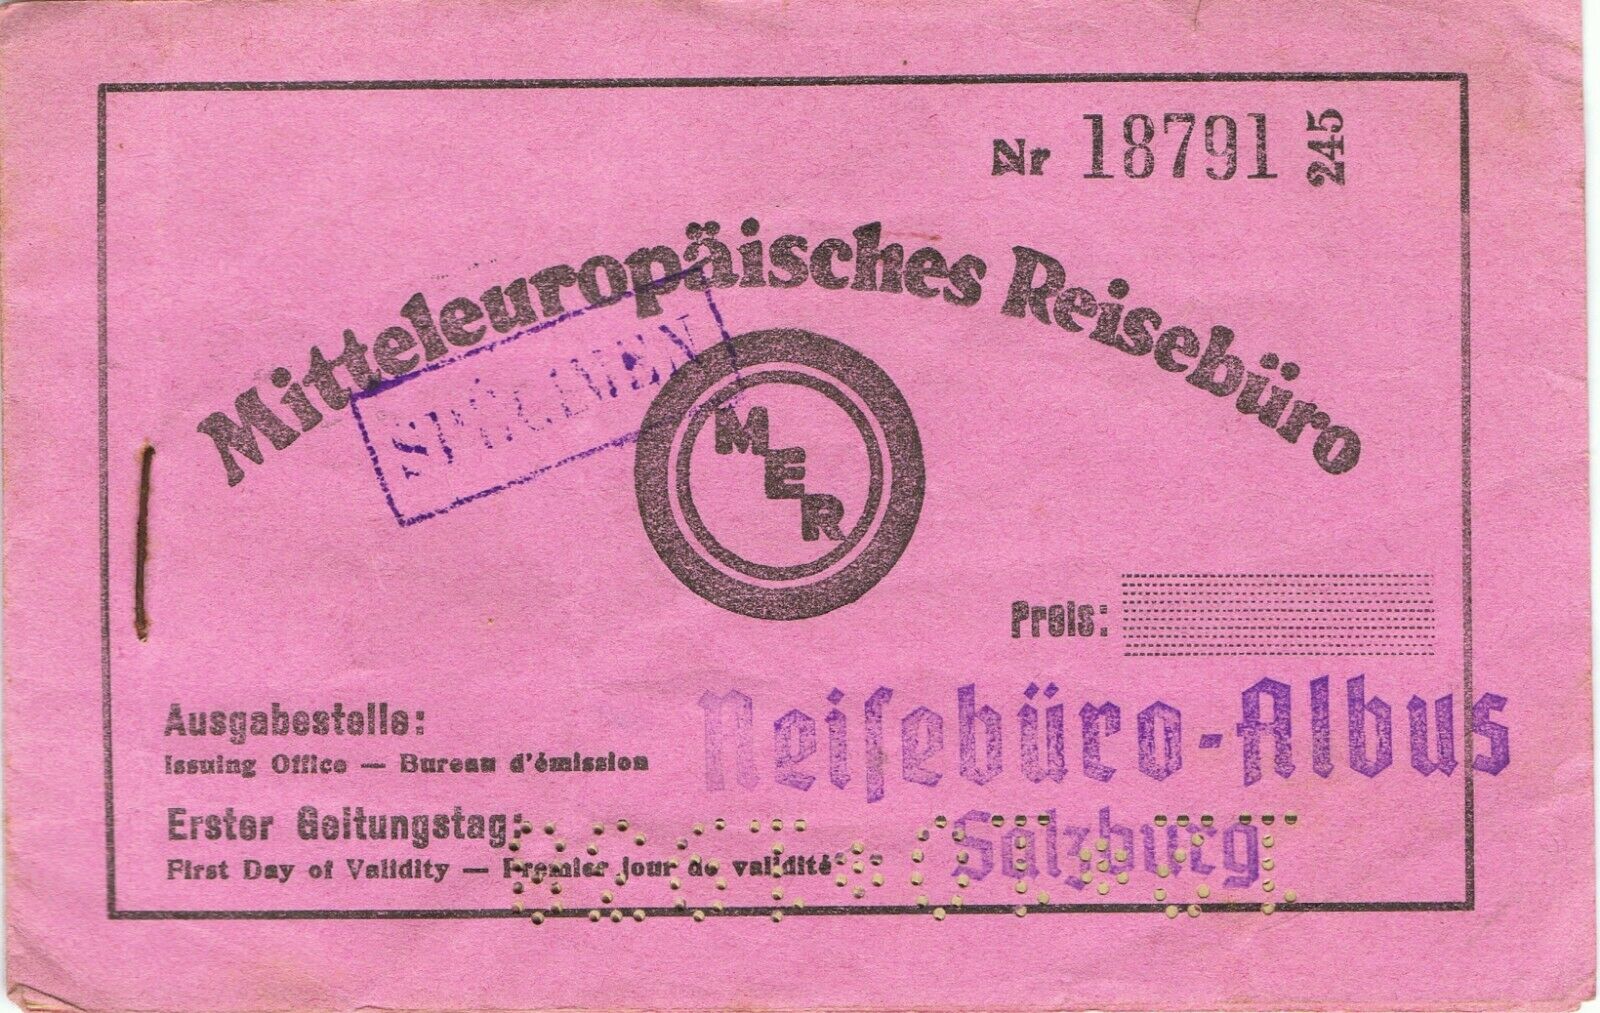 Nr 18791 245
Mitteleuropäisches Reisebüro
SPECIMEN
MER
Preis:
Ausgabestelle:
Issuing Office — Bureau d'émission
Reiſebüro-Albus
Salzburg
Erster Geltungstag:
First Day of Validity — Premier jour de validité